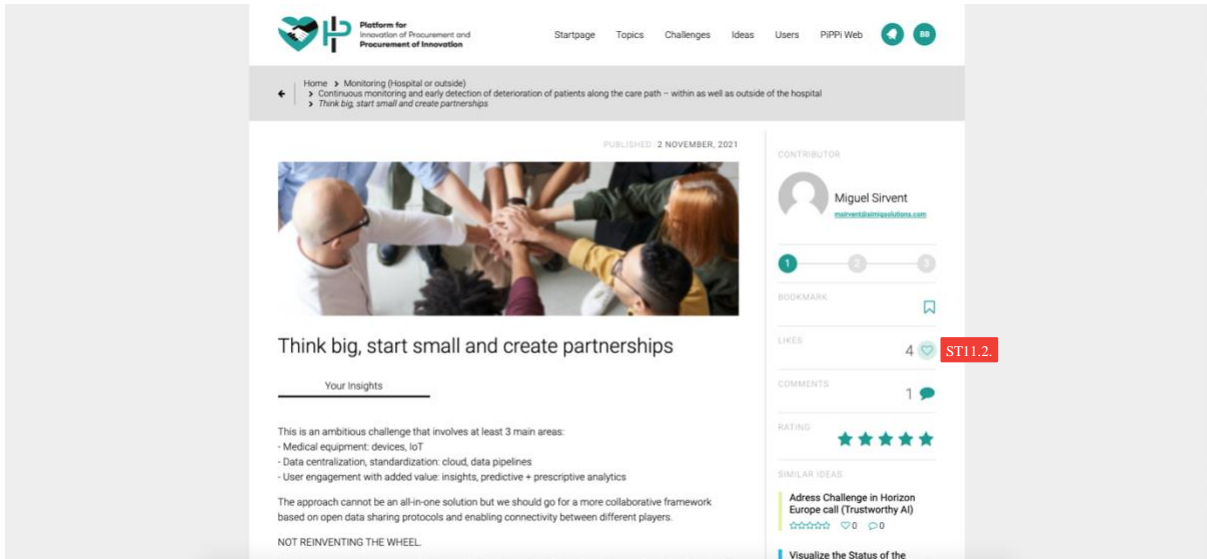 Platform for
Innovation of Procurement and
Procurement of Innovation
Startpage Topics Challenges Ideas Users PiPPi Web BB
Home > Monitoring (Hospital or outside)
> Continuous monitoring and early detection of deterioration of patients along the care path – within as well as outside of the hospital
> Think big, start small and create partnerships
PUBLISHED 2 NOVEMBER, 2021
CONTRIBUTOR
Miguel Sirvent
msirvent@simiqsolutions.com
1 2 3
BOOKMARK
LIKES
4
ST11.2.
COMMENTS
1
RATING
SIMILAR IDEAS
Adress Challenge in Horizon
Europe call (Trustworthy AI)
0 0
Visualize the Status of the
Think big, start small and create partnerships
Your Insights
This is an ambitious challenge that involves at least 3 main areas:
- Medical equipment: devices, IoT
- Data centralization, standardization: cloud, data pipelines
- User engagement with added value: insights, predictive + prescriptive analytics
The approach cannot be an all-in-one solution but we should go for a more collaborative framework
based on open data sharing protocols and enabling connectivity between different players.
NOT REINVENTING THE WHEEL.